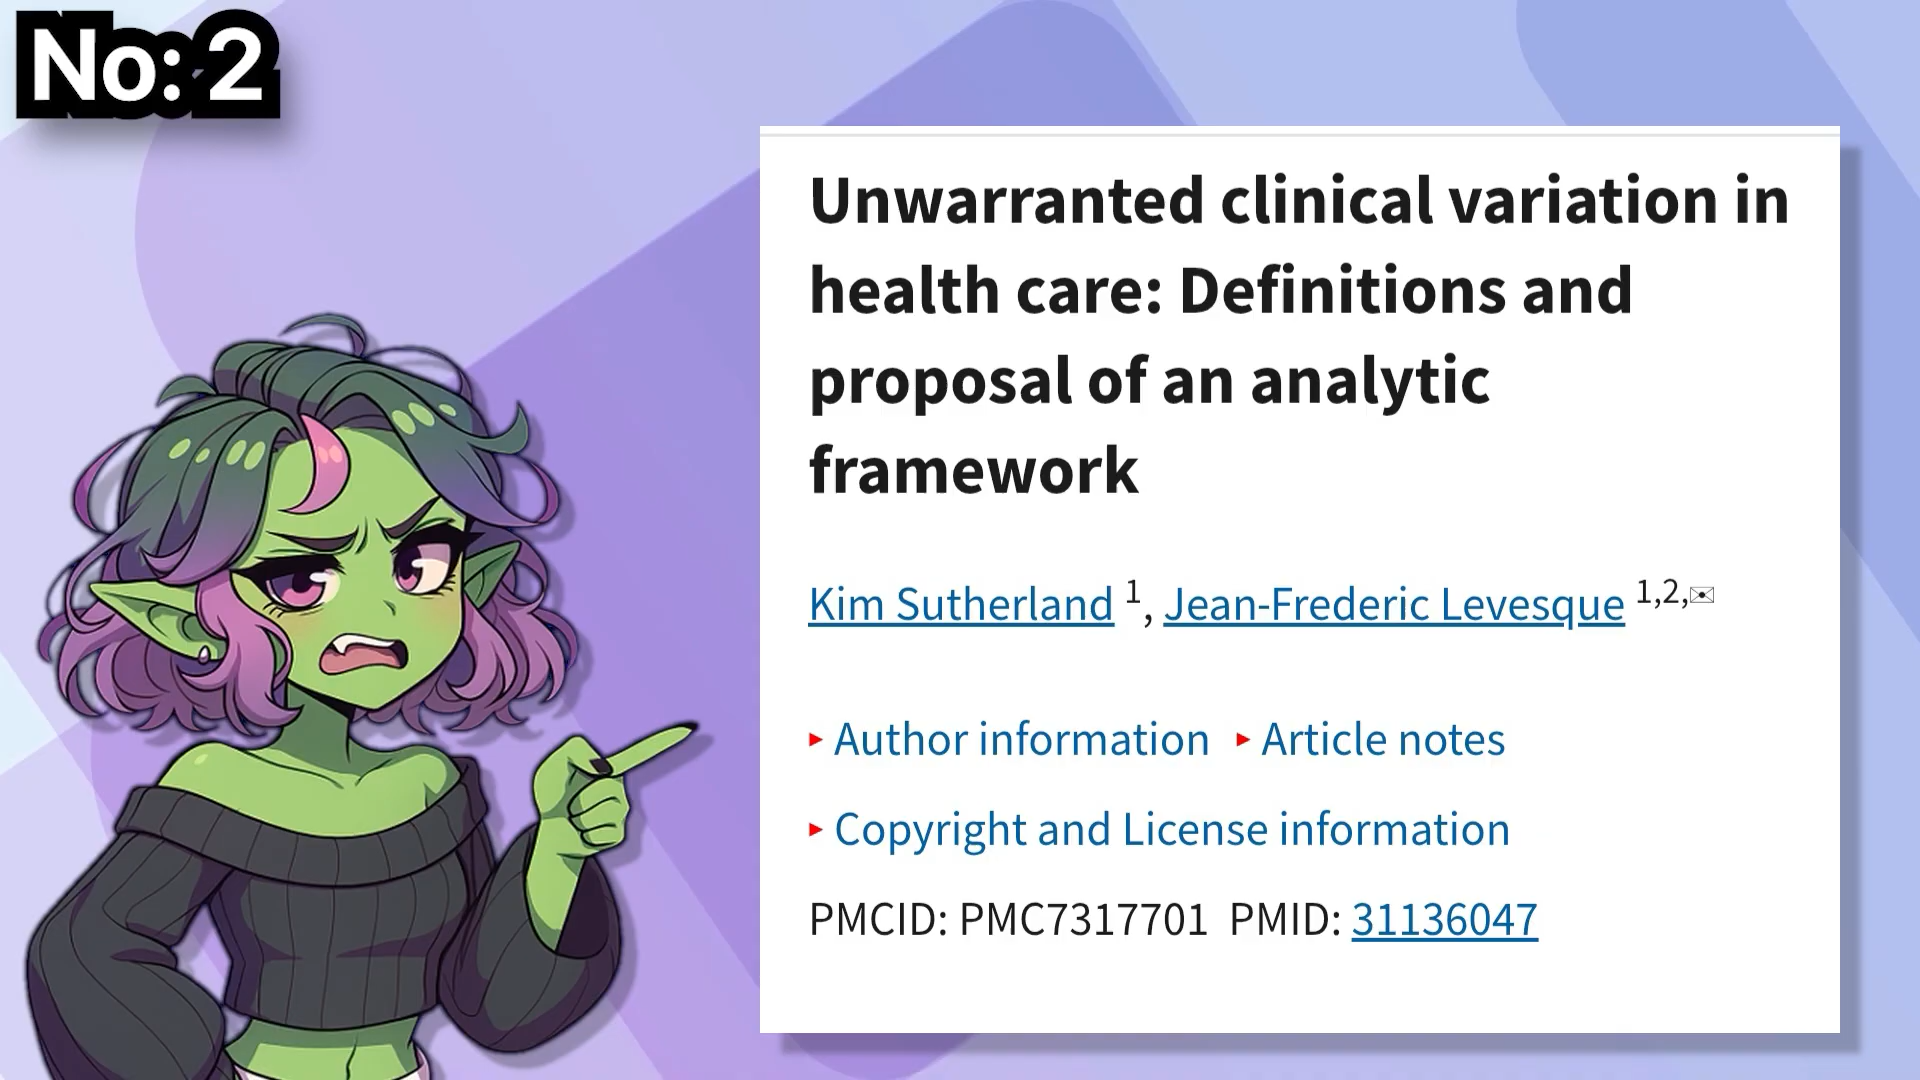 No: 2
Unwarranted clinical variation in
health care: Definitions and
proposal of an analytic
framework
Kim Sutherland 1, Jean-Frederic Levesque 1,2,✉
▸ Author information ▸ Article notes
▸ Copyright and License information
PMCID: PMC7317701 PMID: 31136047